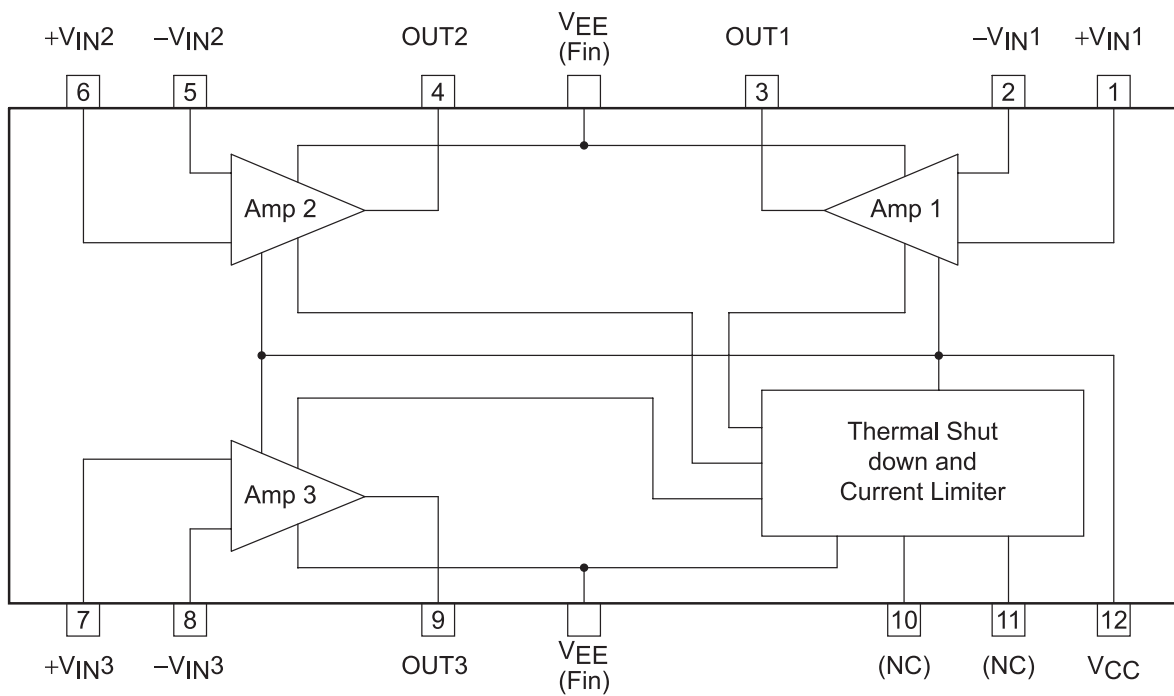 +VIN2 –VIN2 OUT2 VEE (Fin) OUT1 –VIN1 +VIN1
6 5 4 3 2 1
Amp 2 Amp 1
Thermal Shut
down and
Current Limiter
Amp 3
7 8 9 10 11 12
+VIN3 –VIN3 OUT3 VEE (Fin) (NC) (NC) VCC